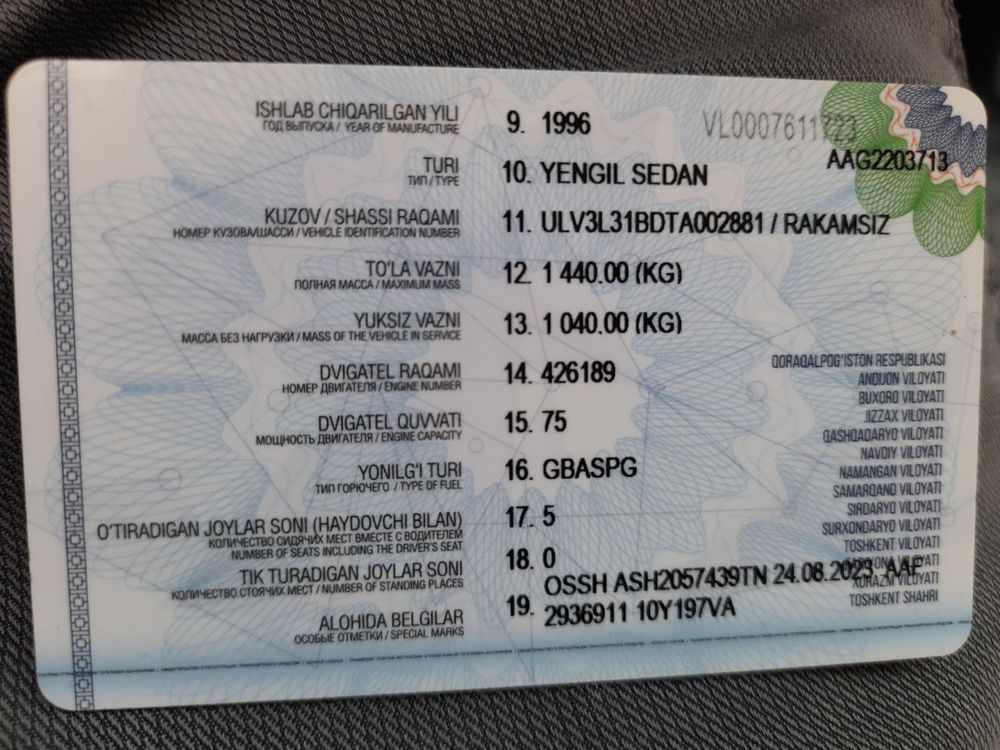 VL0007611723
AAG2203713
ISHLAB CHIQARILGAN YILI
ГОД ВЫПУСКА / YEAR OF MANUFACTURE
9. 1996
TURI
ТИП / TYPE
10. YENGIL SEDAN
KUZOV / SHASSI RAQAMI
НОМЕР КУЗОВА/ШАССИ / VEHICLE IDENTIFICATION NUMBER
11. ULV3L31BDTA002881 / RAKAMSIZ
TO'LA VAZNI
ПОЛНАЯ МАССА / MAXIMUM MASS
12. 1 440.00 (KG)
YUKSIZ VAZNI
МАССА БЕЗ НАГРУЗКИ / MASS OF THE VEHICLE IN SERVICE
13. 1 040.00 (KG)
DVIGATEL RAQAMI
НОМЕР ДВИГАТЕЛЯ / ENGINE NUMBER
14. 426189
DVIGATEL QUVVATI
МОЩНОСТЬ ДВИГАТЕЛЯ / ENGINE CAPACITY
15. 75
YONILG'I TURI
ТИП ГОРЮЧЕГО / TYPE OF FUEL
16. GBASPG
O'TIRADIGAN JOYLAR SONI (HAYDOVCHI BILAN)
КОЛИЧЕСТВО СИДЯЧИХ МЕСТ ВМЕСТЕ С ВОДИТЕЛЕМ
NUMBER OF SEATS INCLUDING THE DRIVER'S SEAT
17. 5
TIK TURADIGAN JOYLAR SONI
КОЛИЧЕСТВО СТОЯЧИХ МЕСТ / NUMBER OF STANDING PLACES
18. 0
ALOHIDA BELGILAR
ОСОБЫЕ ОТМЕТКИ / SPECIAL MARKS
19. OSSH ASH2057439TN 24.08.2023 AAF
2936911 10Y197VA
QORAQALPOG'ISTON RESPUBLIKASI
ANDIJON VILOYATI
BUXORO VILOYATI
JIZZAX VILOYATI
QASHQADARYO VILOYATI
NAVOIY VILOYATI
NAMANGAN VILOYATI
SAMARQAND VILOYATI
SIRDARYO VILOYATI
SURXONDARYO VILOYATI
TOSHKENT VILOYATI
FARG'ONA VILOYATI
XORAZM VILOYATI
TOSHKENT SHAHRI